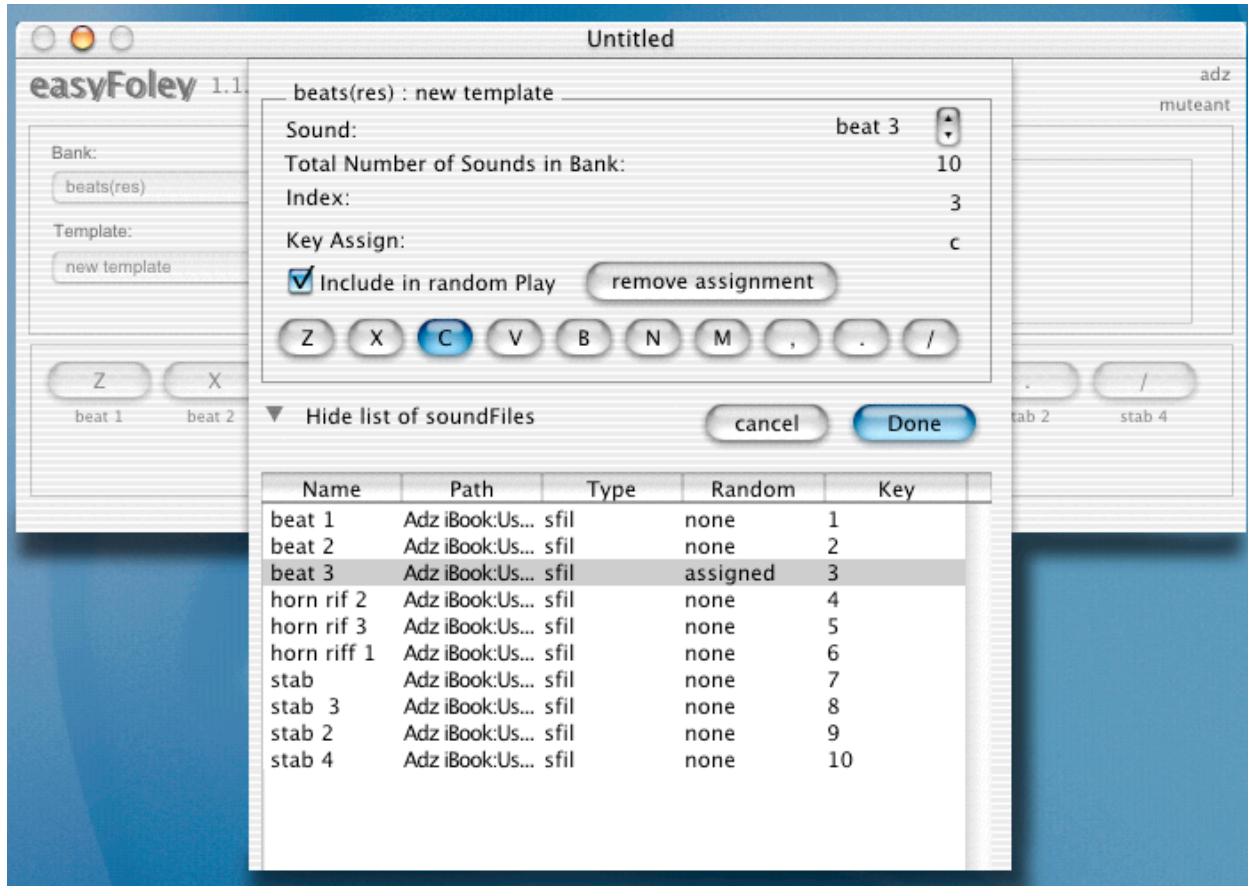 Untitled
easyFoley 1.1.
adz
muteant
Bank:
beats(res)
Template:
new template
Z X
beat 1 beat 2
. /
tab 2 stab 4
beats(res) : new template
Sound: beat 3
Total Number of Sounds in Bank: 10
Index: 3
Key Assign: c
Include in random Play remove assignment
Z X C V B N M , . /
Hide list of soundFiles cancel Done
Name Path Type Random Key
beat 1 Adz iBook:Us... sfil none 1
beat 2 Adz iBook:Us... sfil none 2
beat 3 Adz iBook:Us... sfil assigned 3
horn rif 2 Adz iBook:Us... sfil none 4
horn rif 3 Adz iBook:Us... sfil none 5
horn riff 1 Adz iBook:Us... sfil none 6
stab Adz iBook:Us... sfil none 7
stab 3 Adz iBook:Us... sfil none 8
stab 2 Adz iBook:Us... sfil none 9
stab 4 Adz iBook:Us... sfil none 10